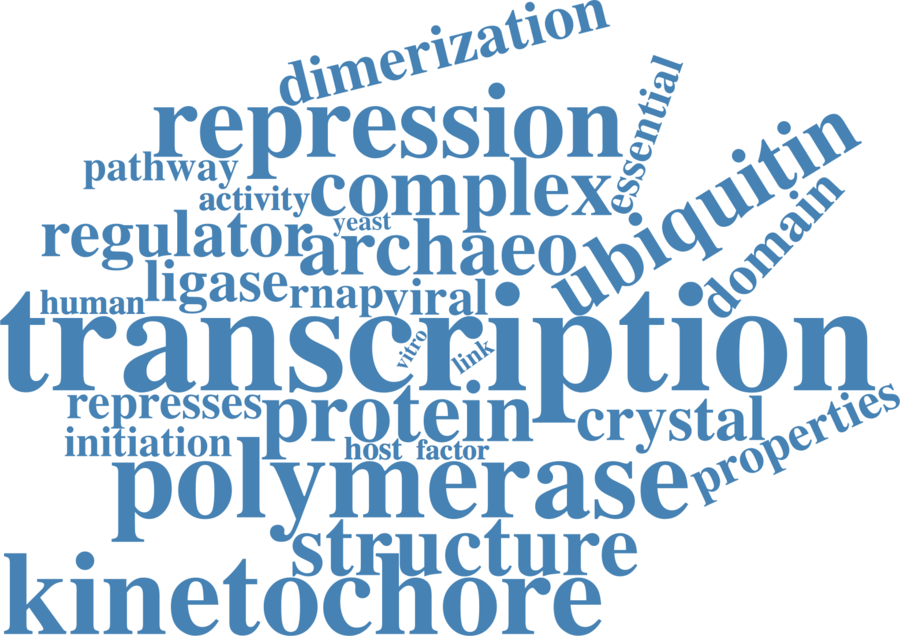 dimerization
repression
essential
pathway
complex
ubiquitin
activity
yeast
domain
regulator
archaeo
ligase
rnap
viral
human
transcription
vitro
link
represses
protein
crystal
properties
initiation
host factor
polymerase
structure
kinetochore